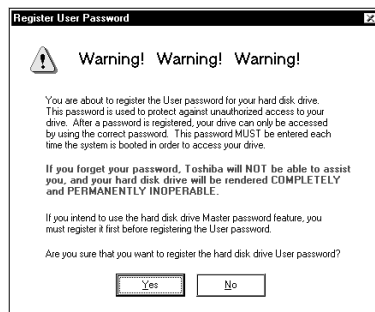 Register User Password
Warning!  Warning!  Warning!
You are about to register the User password for your hard disk drive.
This password is used to protect against unauthorized access to your
drive.  After a password is registered, your drive can only be accessed
by using the correct password.  This password MUST be entered each
time the system is booted in order to access your drive.
If you forget your password, Toshiba will NOT be able to assist
you, and your hard disk drive will be rendered COMPLETELY
and PERMANENTLY INOPERABLE.
If you intend to use the hard disk drive Master password feature, you
must register it first before registering the User password.
Are you sure that you want to register the hard disk drive User password?
Yes
No